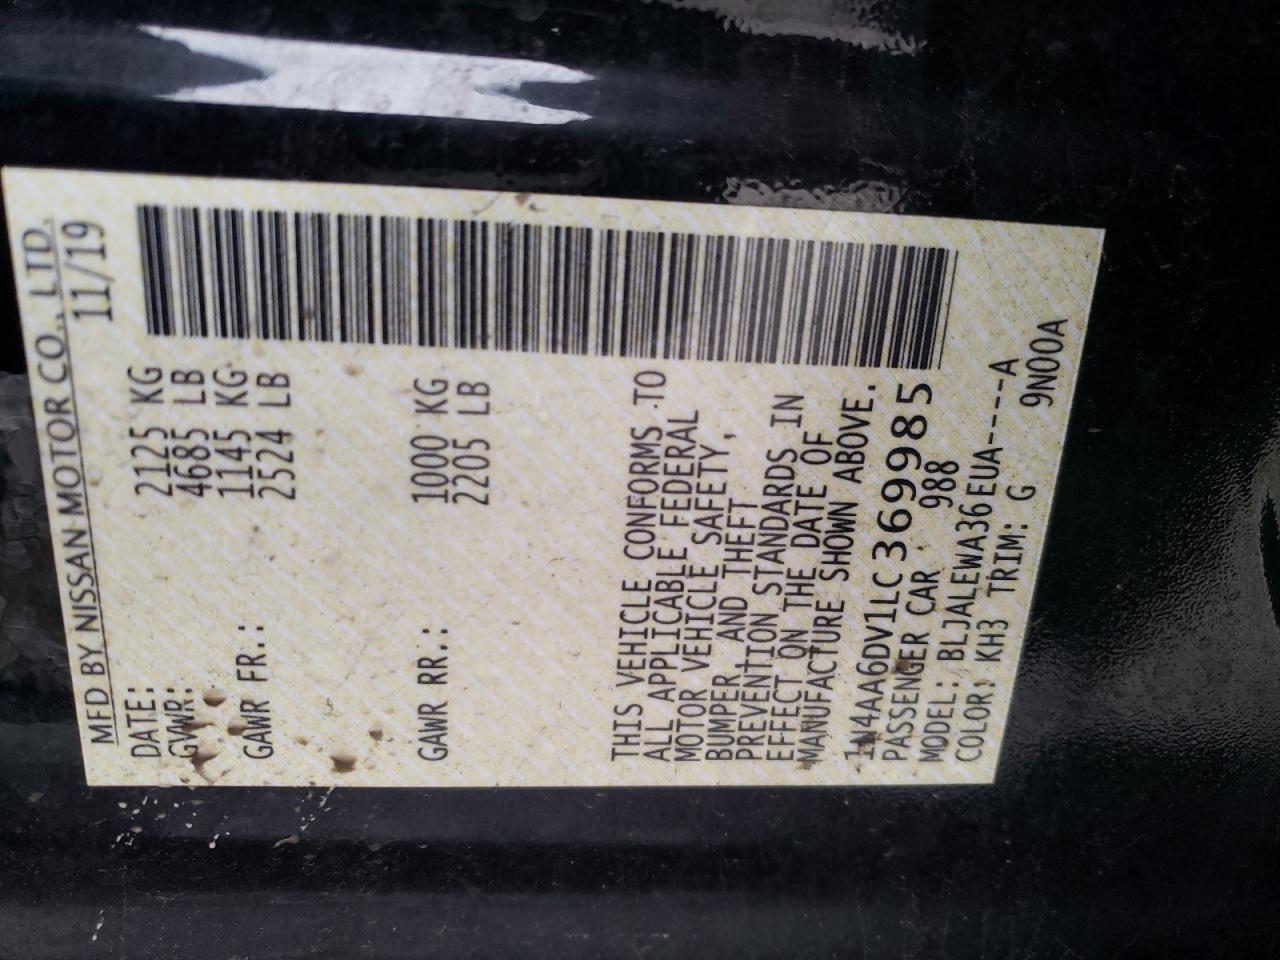 MFD BY NISSAN MOTOR CO., LTD.
DATE: 11/19
GVWR: 2125 KG
4685 LB
GAWR FR.: 1145 KG
2524 LB
GAWR RR.: 1000 KG
2205 LB
THIS VEHICLE CONFORMS TO
ALL APPLICABLE FEDERAL
MOTOR VEHICLE SAFETY,
BUMPER, AND THEFT
PREVENTION STANDARDS IN
EFFECT ON THE DATE OF
MANUFACTURE SHOWN ABOVE.
1N4AA6DV1LC369985
PASSENGER CAR 988
MODEL: BLJALEWA36EUA----A
COLOR: KH3 TRIM: G 9N00A